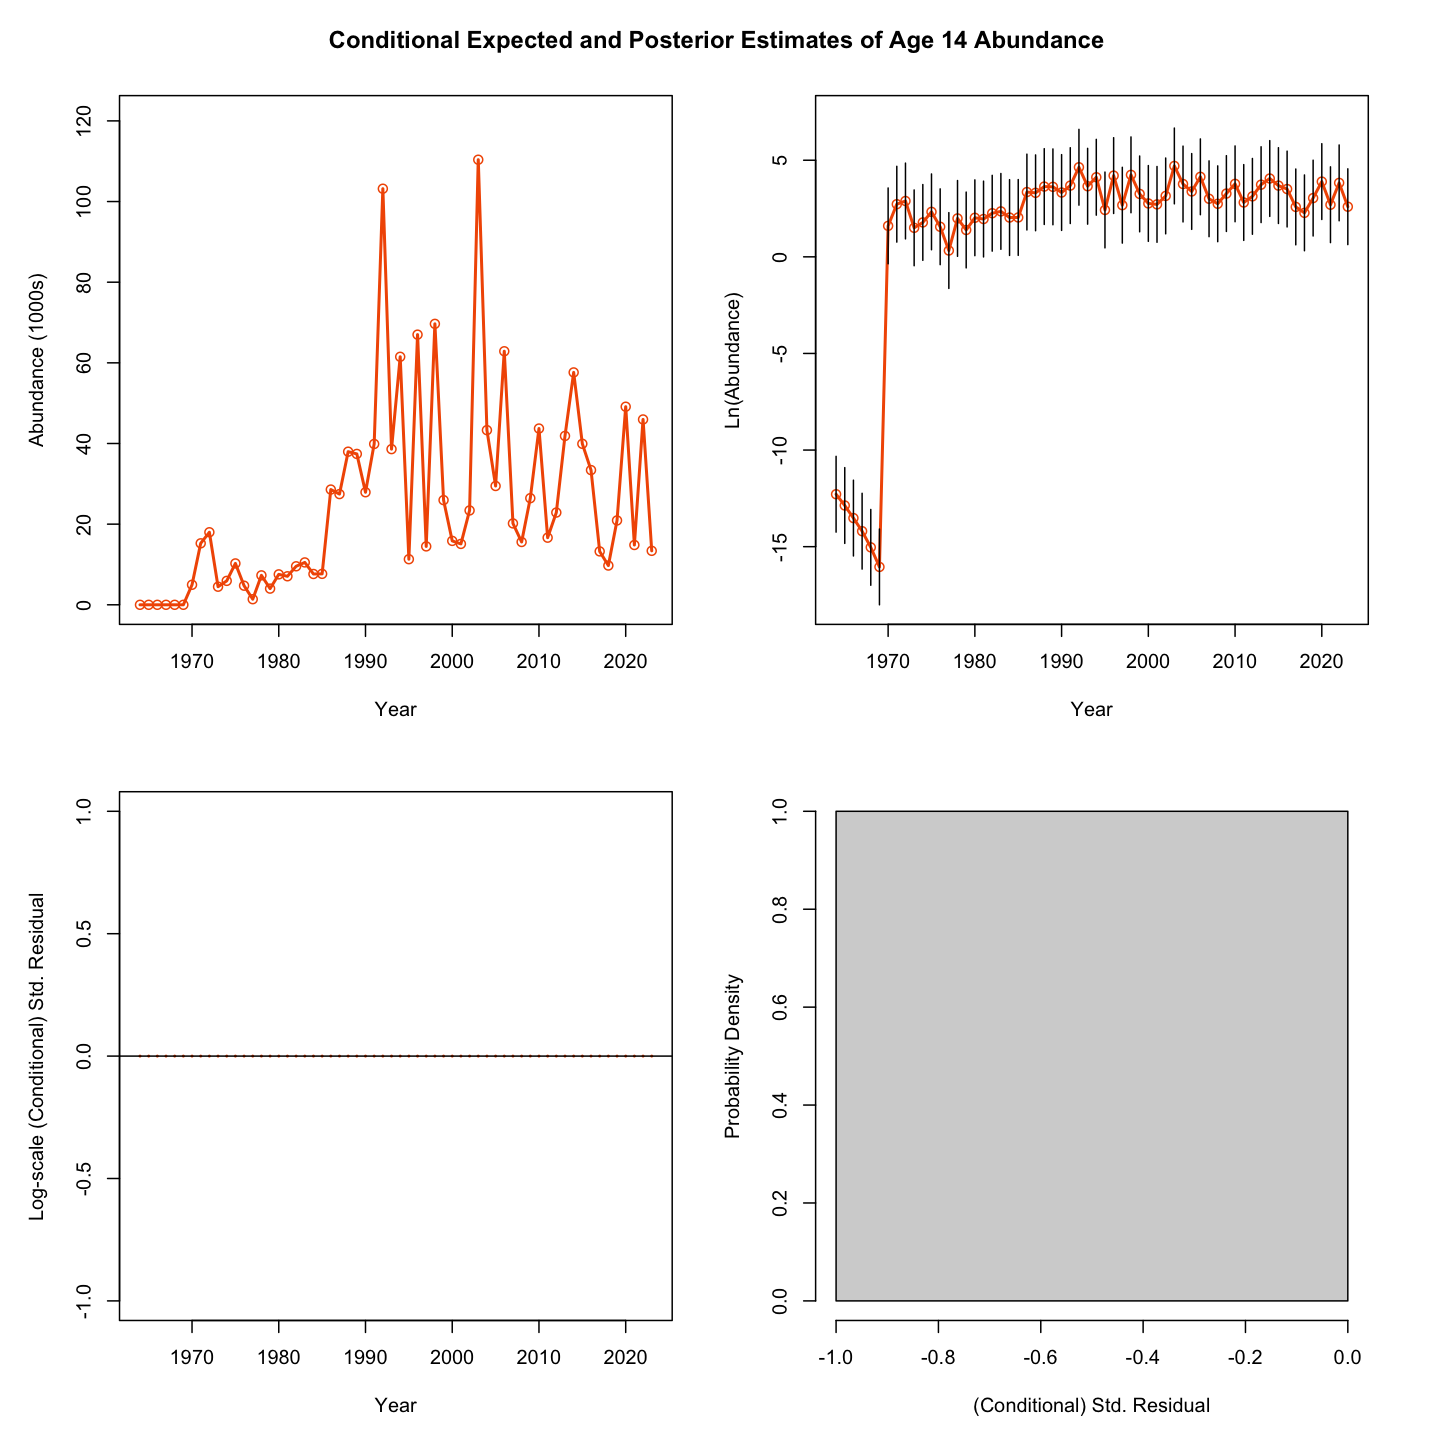 Conditional Expected and Posterior Estimates of Age 14 Abundance
Abundance (1000s)
120
100
80
60
40
20
0
1970 1980 1990 2000 2010 2020
Year
Ln(Abundance)
5
0
-5
-10
-15
1970 1980 1990 2000 2010 2020
Year
Log-scale (Conditional) Std. Residual
1.0
0.5
0.0
-0.5
-1.0
1970 1980 1990 2000 2010 2020
Year
Probability Density
1.0
0.8
0.6
0.4
0.2
0.0
-1.0 -0.8 -0.6 -0.4 -0.2 0.0
(Conditional) Std. Residual